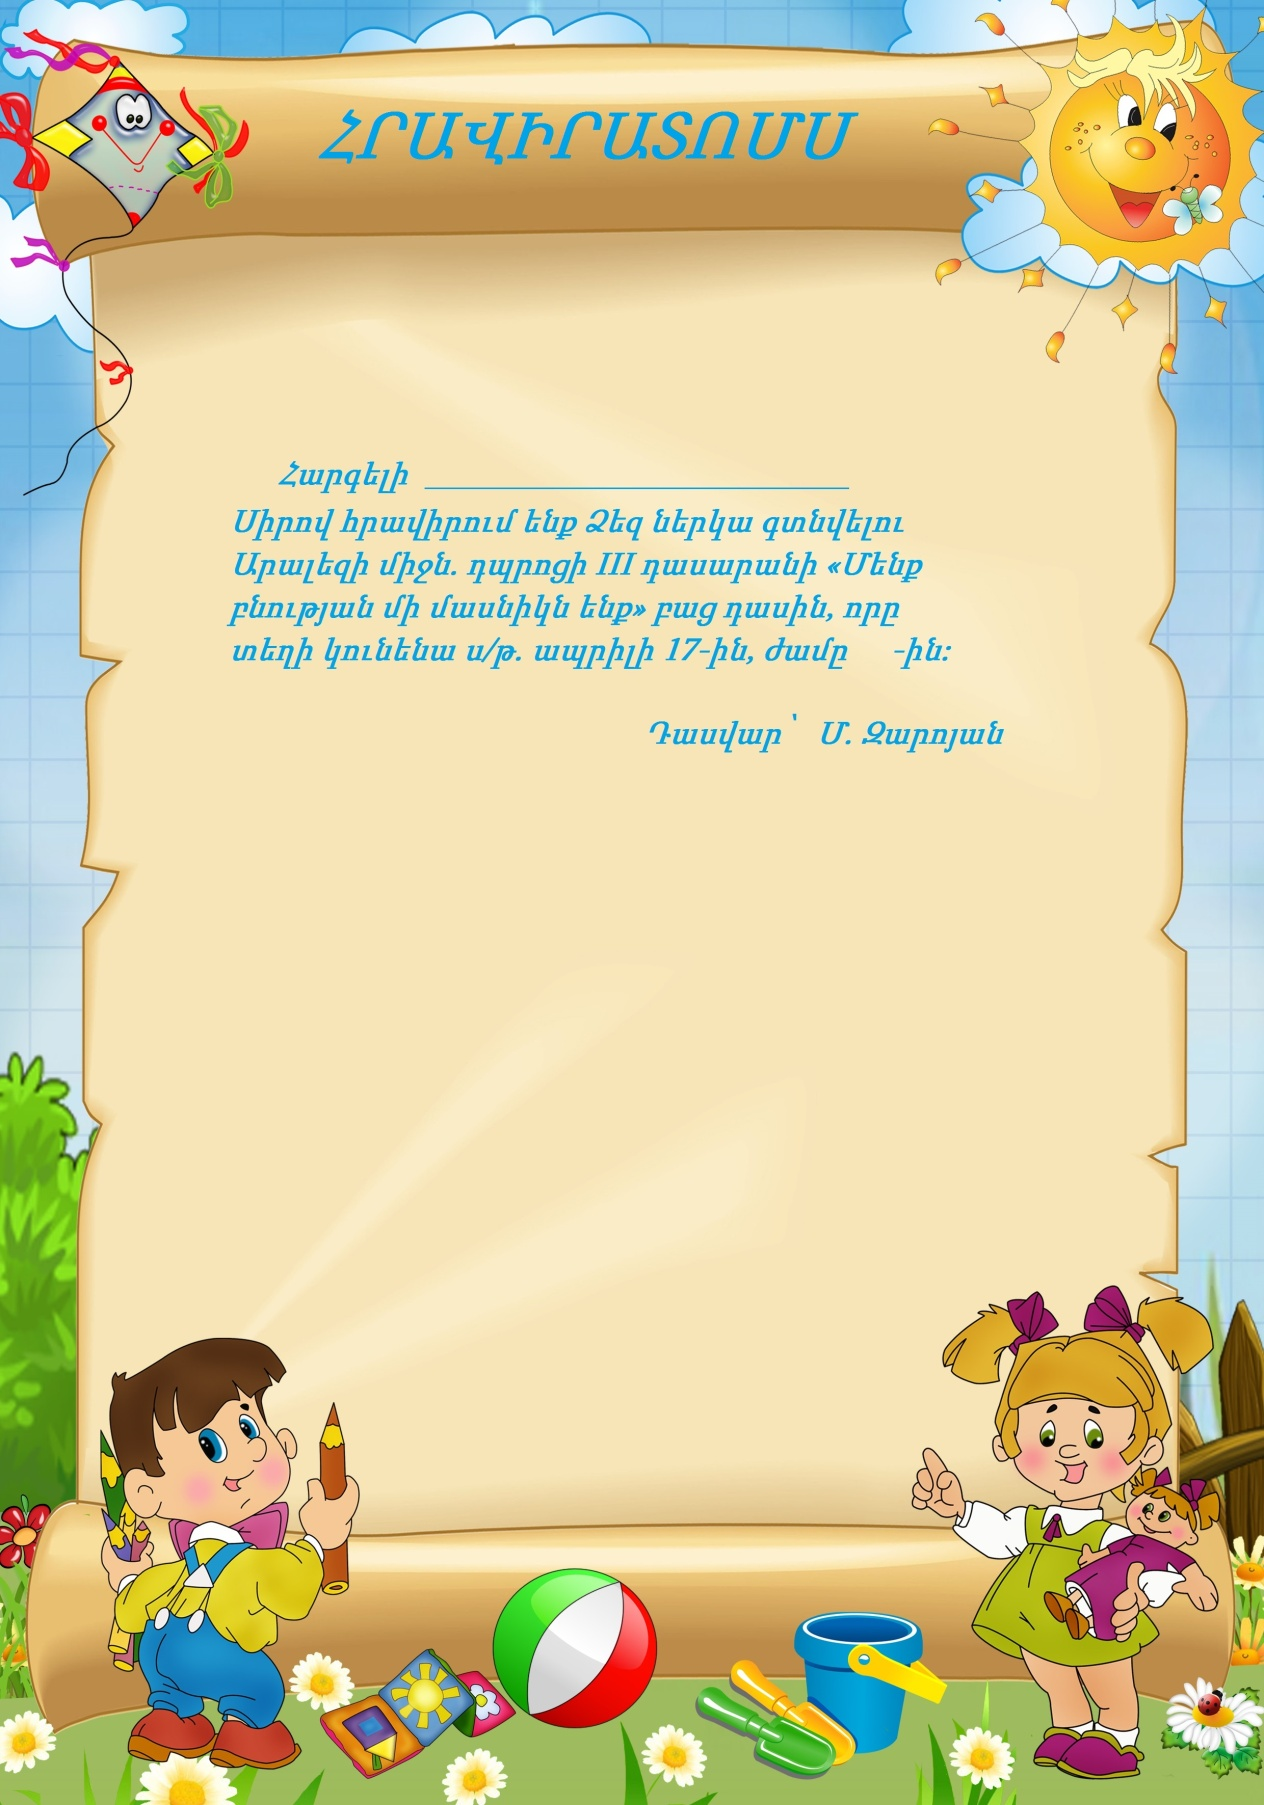 ՀՐԱՎԻՐԱՏՈՄՍ
Հարգելի ___________________________
Սիրով հրավիրում ենք Ձեզ ներկա գտնվելու
Արալեզի միջն. դպրոցի III դասարանի «Մենք
բնության մի մասնիկն ենք» բաց դասին, որը
տեղի կունենա ս/թ. ապրիլի 17-ին, ժամը -ին:
Դասվար՝ Մ. Զարոյան